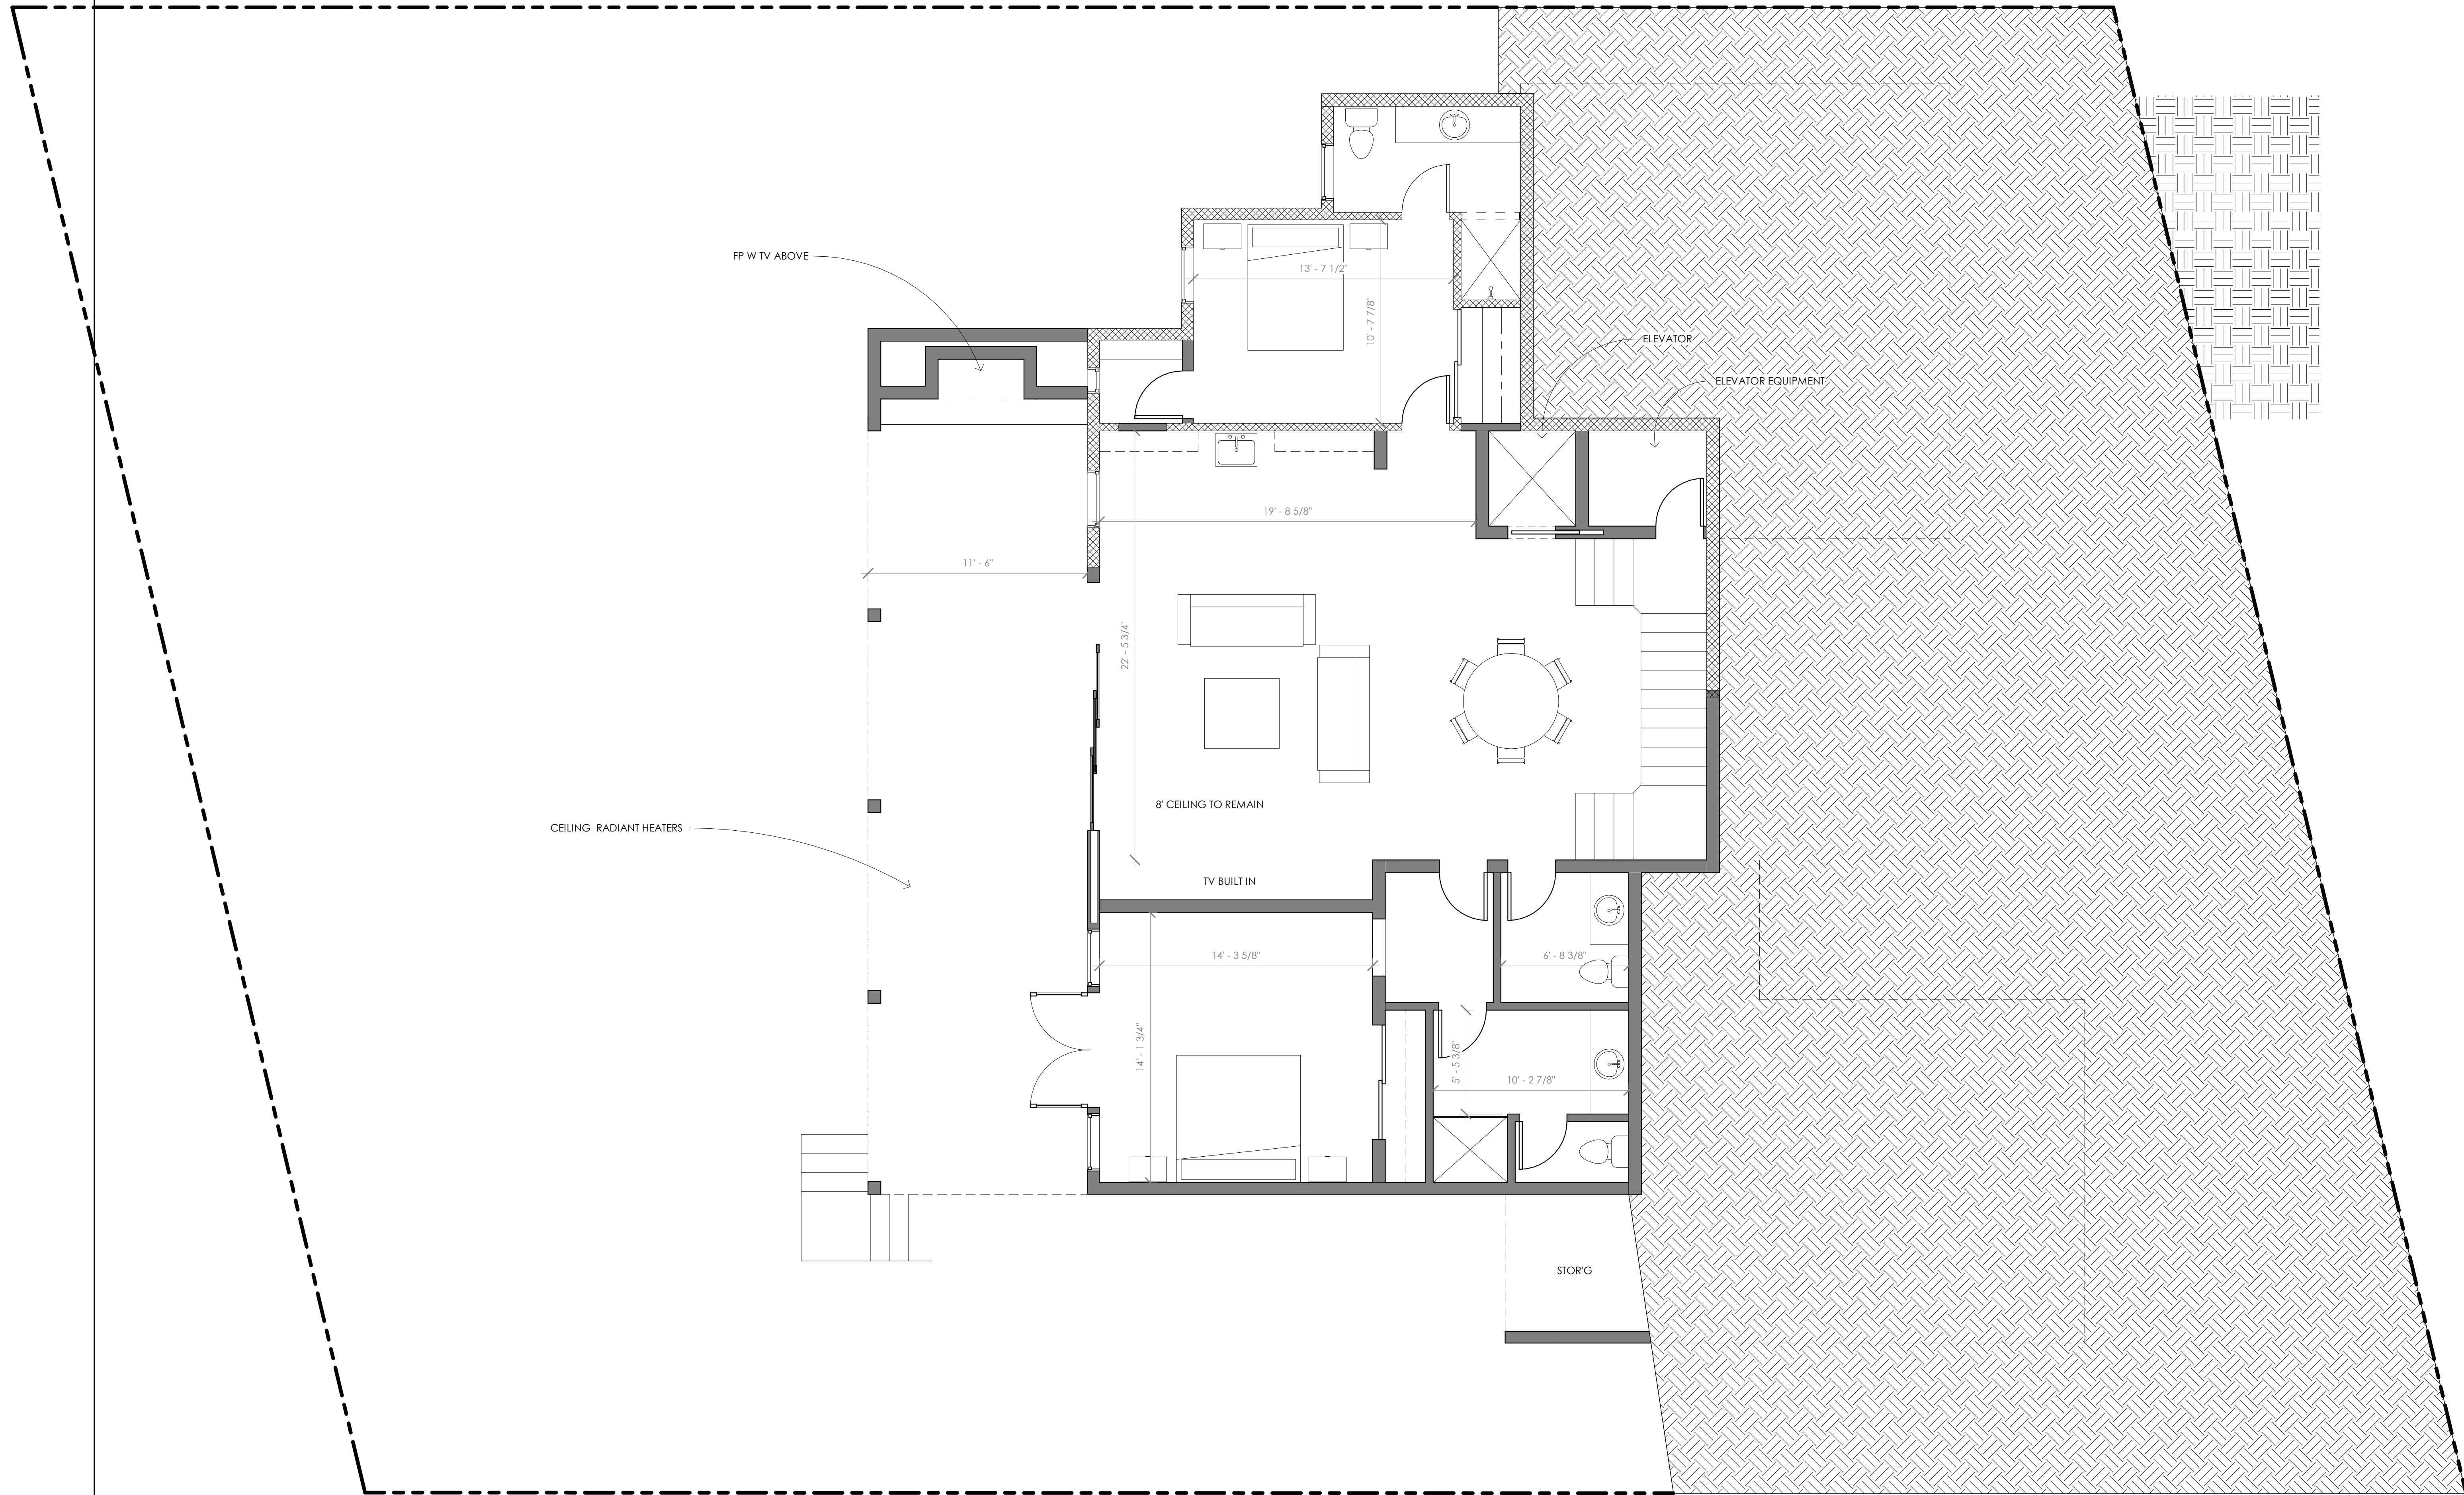 FP W TV ABOVE
13' - 7 1/2"
10' - 7 7/8"
ELEVATOR
ELEVATOR EQUIPMENT
19' - 8 5/8"
11' - 6"
22' - 5 3/4"
8' CEILING TO REMAIN
CEILING RADIANT HEATERS
TV BUILT IN
14' - 3 5/8"
6' - 8 3/8"
14' - 1 3/4"
5' - 5 3/8"
10' - 2 7/8"
STOR'G